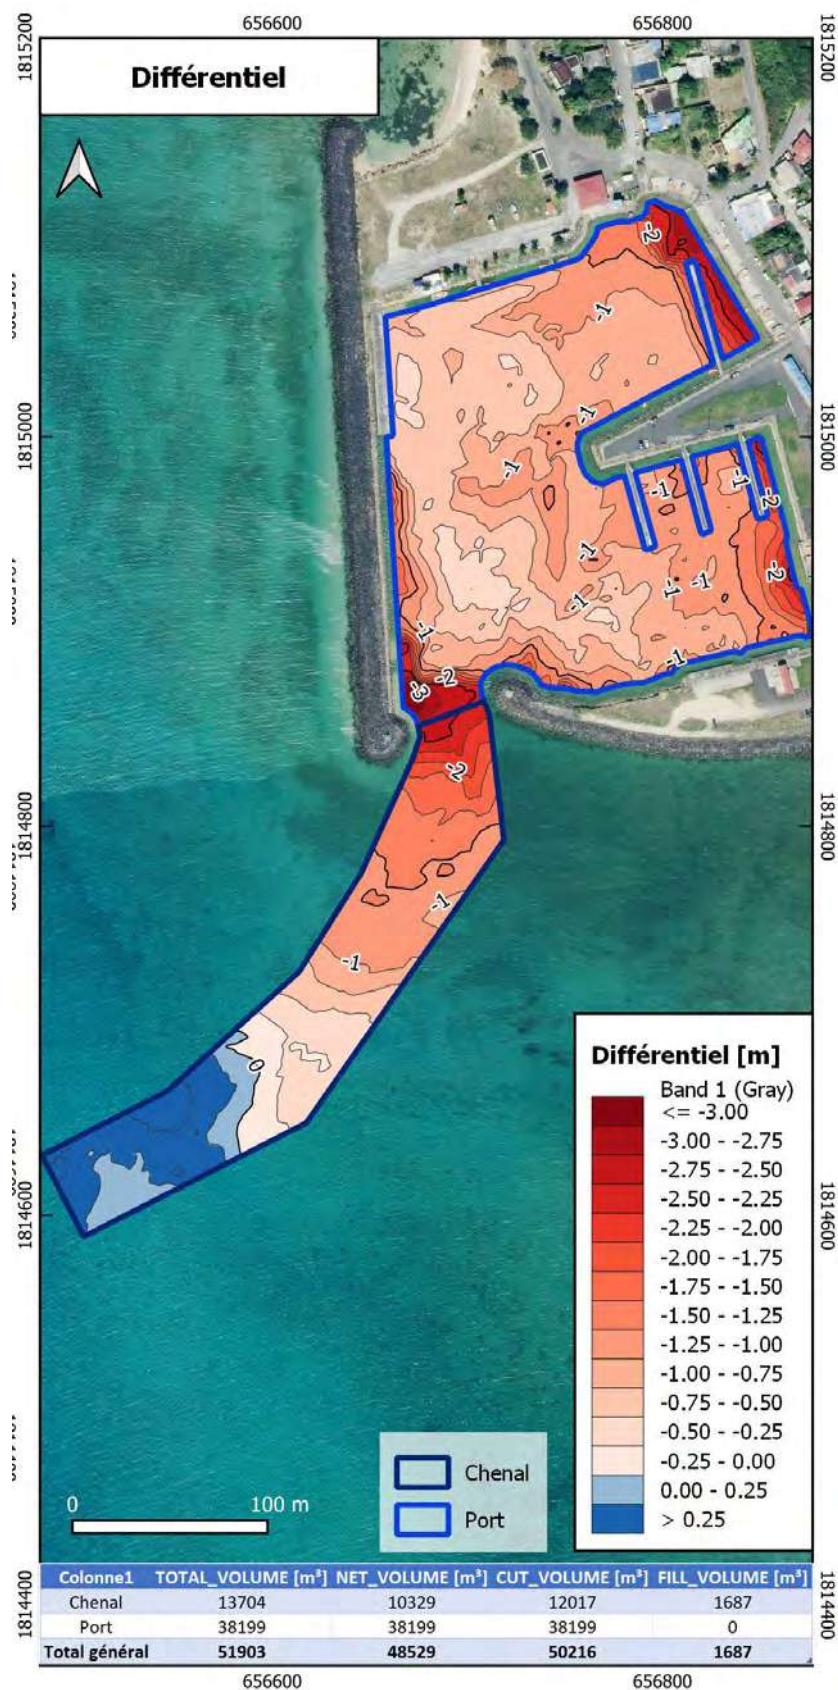 656600 656800
1815200 1815200
Différentiel
-2
-1
1815000
-1
-1
-1
-1
-2
-1
-2
-1
-1
-1
-1
-1
-2
-3
-2
1814800
-1
-1
0
1814600 1814600
Différentiel [m]
Band 1 (Gray)
<= -3.00
-3.00 - -2.75
-2.75 - -2.50
-2.50 - -2.25
-2.25 - -2.00
-2.00 - -1.75
-1.75 - -1.50
-1.50 - -1.25
-1.25 - -1.00
-1.00 - -0.75
-0.75 - -0.50
-0.50 - -0.25
-0.25 - 0.00
0.00 - 0.25
> 0.25
Chenal
Port
0 100 m
Colonne1 TOTAL_VOLUME [m³] NET_VOLUME [m³] CUT_VOLUME [m³] FILL_VOLUME [m³]
Chenal 13704 10329 12017 1687
Port 38199 38199 38199 0
Total général 51903 48529 50216 1687
1814400 1814400
656600 656800